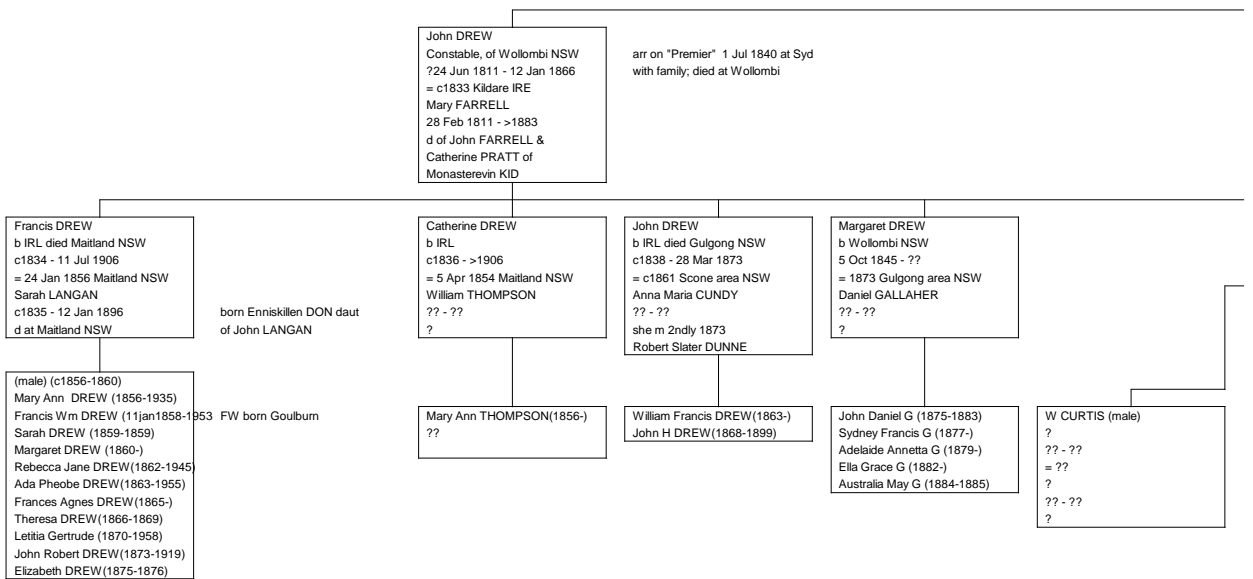 John DREW
Constable, of Wollombi NSW
?24 Jun 1811 - 12 Jan 1866
= c1833 Kildare IRE
Mary FARRELL
28 Feb 1811 - >1883
d of John FARRELL &
Catherine PRATT of
Monasterevin KID
arr on "Premier" 1 Jul 1840 at Syd
with family; died at Wollombi
Francis DREW
b IRL died Maitland NSW
c1834 - 11 Jul 1906
= 24 Jan 1856 Maitland NSW
Sarah LANGAN
c1835 - 12 Jan 1896
d at Maitland NSW
born Enniskillen DON daut
of John LANGAN
Catherine DREW
b IRL
c1836 - >1906
= 5 Apr 1854 Maitland NSW
William THOMPSON
?? - ??
?
John DREW
b IRL died Gulgong NSW
c1838 - 28 Mar 1873
= c1861 Scone area NSW
Anna Maria CUNDY
?? - ??
she m 2ndly 1873
Robert Slater DUNNE
Margaret DREW
b Wollombi NSW
5 Oct 1845 - ??
= 1873 Gulgong area NSW
Daniel GALLAHER
?? - ??
?
(male) (c1856-1860)
Mary Ann DREW (1856-1935)
Francis Wm DREW (11jan1858-1953
Sarah DREW (1859-1859)
Margaret DREW (1860-)
Rebecca Jane DREW(1862-1945)
Ada Pheobe DREW(1863-1955)
Frances Agnes DREW(1865-)
Theresa DREW(1866-1869)
Letitia Gertrude (1870-1958)
John Robert DREW(1873-1919)
Elizabeth DREW(1875-1876)
FW born Goulburn
Mary Ann THOMPSON(1856-)
??
William Francis DREW(1863-)
John H DREW(1868-1899)
John Daniel G (1875-1883)
Sydney Francis G (1877-)
Adelaide Annetta G (1879-)
Ella Grace G (1882-)
Australia May G (1884-1885)
W CURTIS (male)
?
?? - ??
= ??
?
?? - ??
?